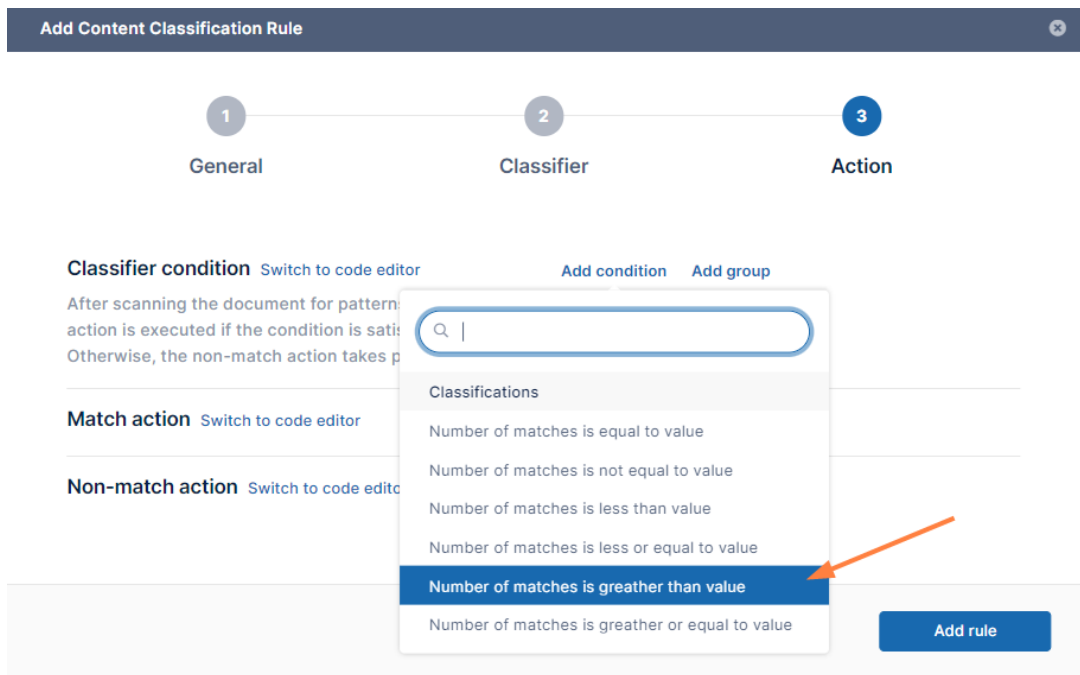 Add Content Classification Rule
1
2
3
General
Classifier
Action
Classifier condition Switch to code editor
Add condition Add group
After scanning the document for
action is executed if the condition is
Otherwise, the non-match action takes
Classifications
Number of matches is equal to value
Match action Switch to code editor
Number of matches is not equal to value
Non-match action Switch to code
Number of matches is less than value
Number of matches is less or equal to value
Number of matches is greather than value
Number of matches is greather or equal to value
Add rule